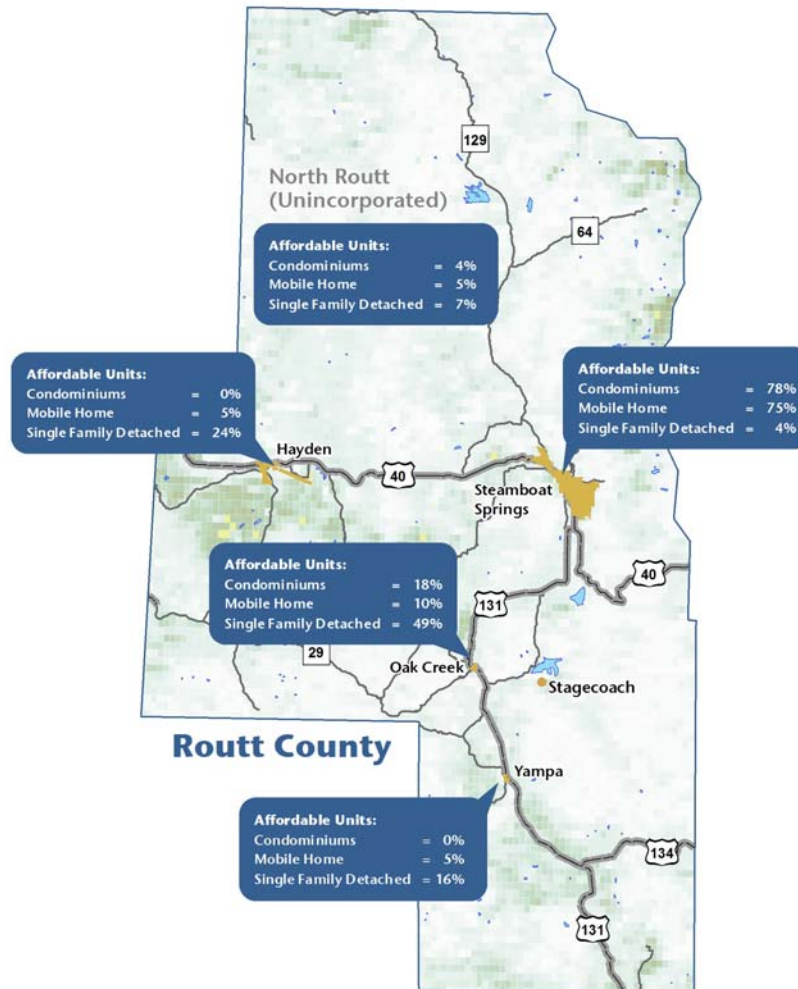 129
North Routt
(Unincorporated)
64
Affordable Units:
Condominiums = 4%
Mobile Home = 5%
Single Family Detached = 7%
Affordable Units:
Condominiums = 0%
Mobile Home = 5%
Single Family Detached = 24%
Affordable Units:
Condominiums = 78%
Mobile Home = 75%
Single Family Detached = 4%
Hayden
40
Steamboat
Springs
Affordable Units:
Condominiums = 18%
Mobile Home = 10%
Single Family Detached = 49%
40
131
29
Oak Creek
Stagecoach
Routt County
Yampa
Affordable Units:
Condominiums = 0%
Mobile Home = 5%
Single Family Detached = 16%
134
131